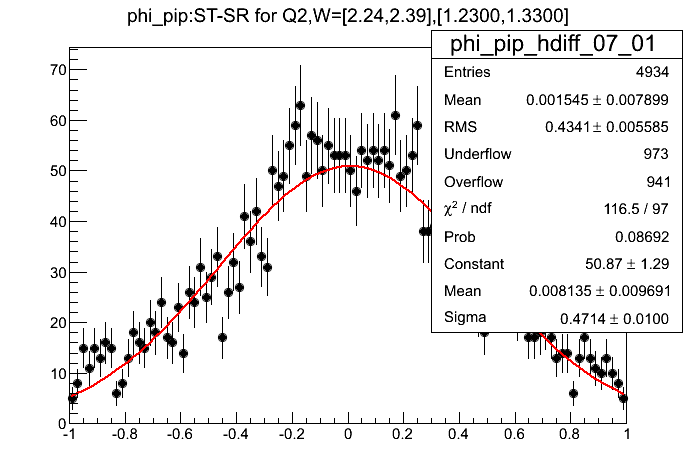 phi_pip:ST-SR for Q2,W=[2.24,2.39],[1.2300,1.3300]
phi_pip_hdiff_07_01
Entries 4934
Mean 0.001545 ± 0.007899
RMS 0.4341 ± 0.005585
Underflow 973
Overflow 941
χ² / ndf 116.5 / 97
Prob 0.08692
Constant 50.87 ± 1.29
Mean 0.008135 ± 0.009691
Sigma 0.4714 ± 0.0100
70
60
50
40
30
20
10
0
-1 -0.8 -0.6 -0.4 -0.2 0 0.2 0.4 0.6 0.8 1